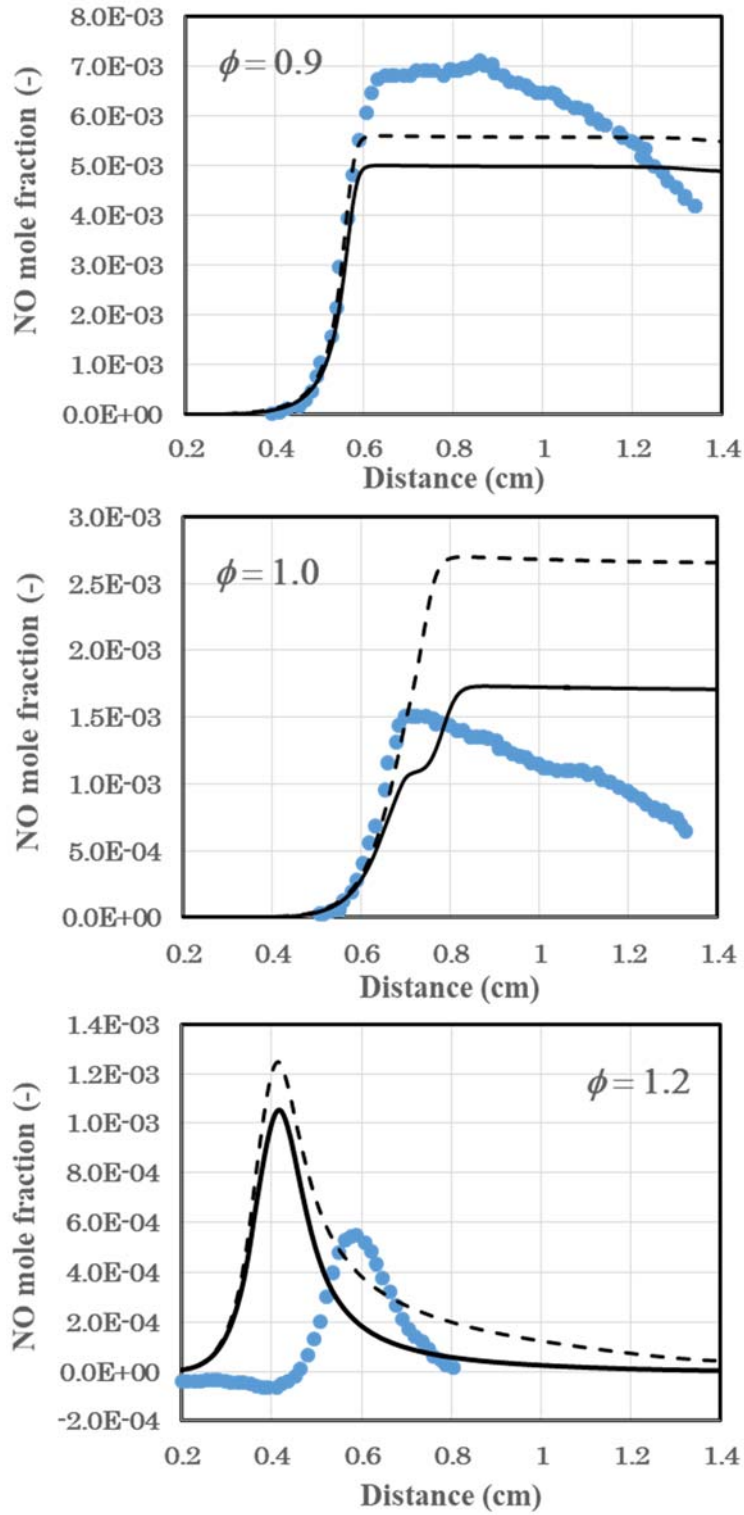 8.0E-03
7.0E-03
6.0E-03
5.0E-03
4.0E-03
3.0E-03
2.0E-03
1.0E-03
0.0E+00
NO mole fraction (-)
ϕ = 0.9
0.2 0.4 0.6 0.8 1 1.2 1.4
Distance (cm)
3.0E-03
2.5E-03
2.0E-03
1.5E-03
1.0E-03
5.0E-04
0.0E+00
NO mole fraction (-)
ϕ = 1.0
0.2 0.4 0.6 0.8 1 1.2 1.4
Distance (cm)
1.4E-03
1.2E-03
1.0E-03
8.0E-04
6.0E-04
4.0E-04
2.0E-04
0.0E+00
-2.0E-04
NO mole fraction (-)
ϕ = 1.2
0.2 0.4 0.6 0.8 1 1.2 1.4
Distance (cm)